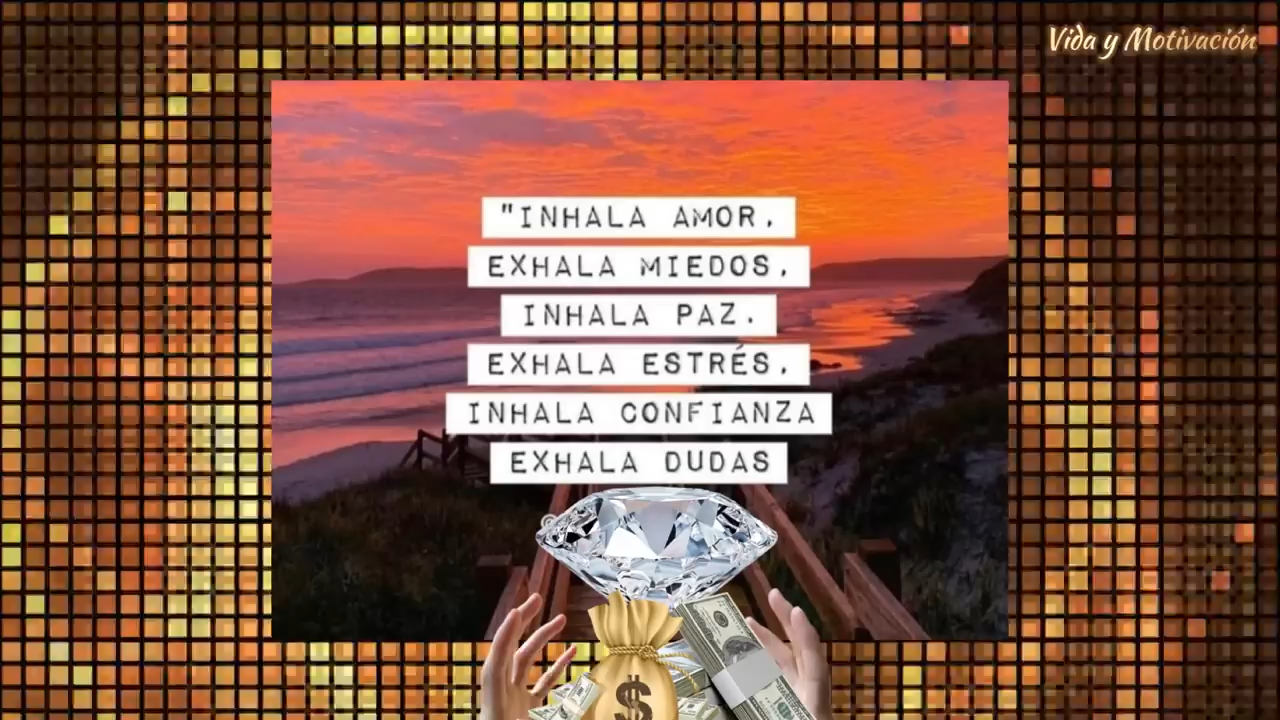 Vida y Motivación
"INHALA AMOR,
EXHALA MIEDOS,
INHALA PAZ.
EXHALA ESTRÉS,
INHALA CONFIANZA
EXHALA DUDAS
$